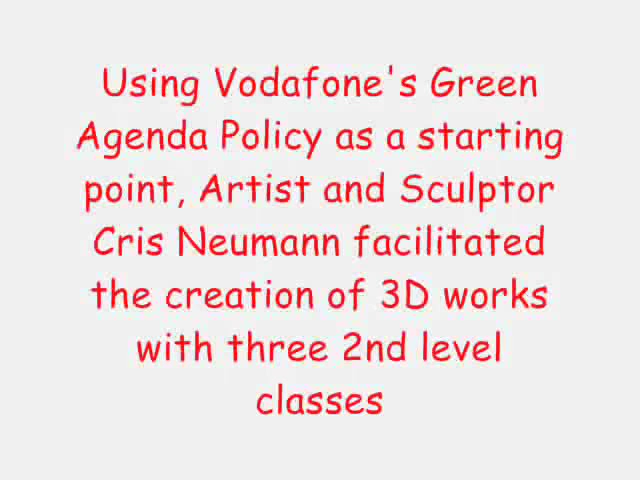 Using Vodafone's Green
Agenda Policy as a starting
point, Artist and Sculptor
Cris Neumann facilitated
the creation of 3D works
with three 2nd level
classes